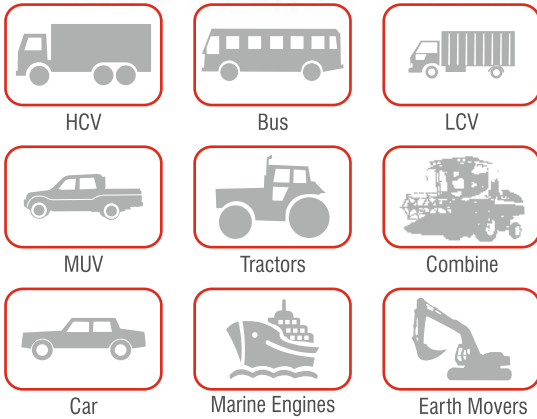 HCV
Bus
LCV
MUV
Tractors
Combine
Car
Marine Engines
Earth Movers